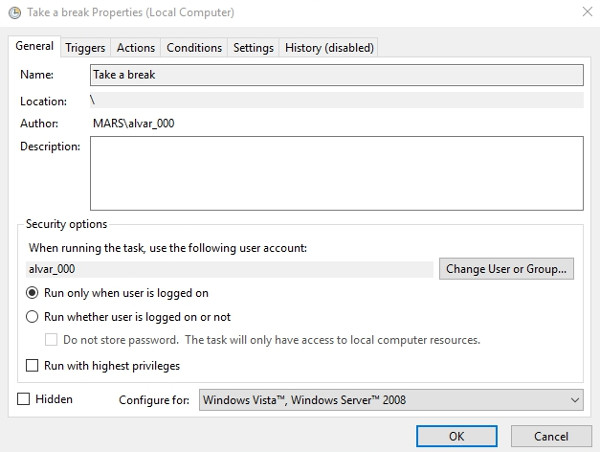 Take a break Properties (Local Computer)
General Triggers Actions Conditions Settings History (disabled)
Name: Take a break
Location: \
Author: MARS\alvar_000
Description:
Security options
When running the task, use the following user account:
alvar_000 Change User or Group...
Run only when user is logged on
Run whether user is logged on or not
Do not store password. The task will only have access to local computer resources.
Run with highest privileges
Hidden Configure for: Windows Vista™, Windows Server™ 2008
OK Cancel